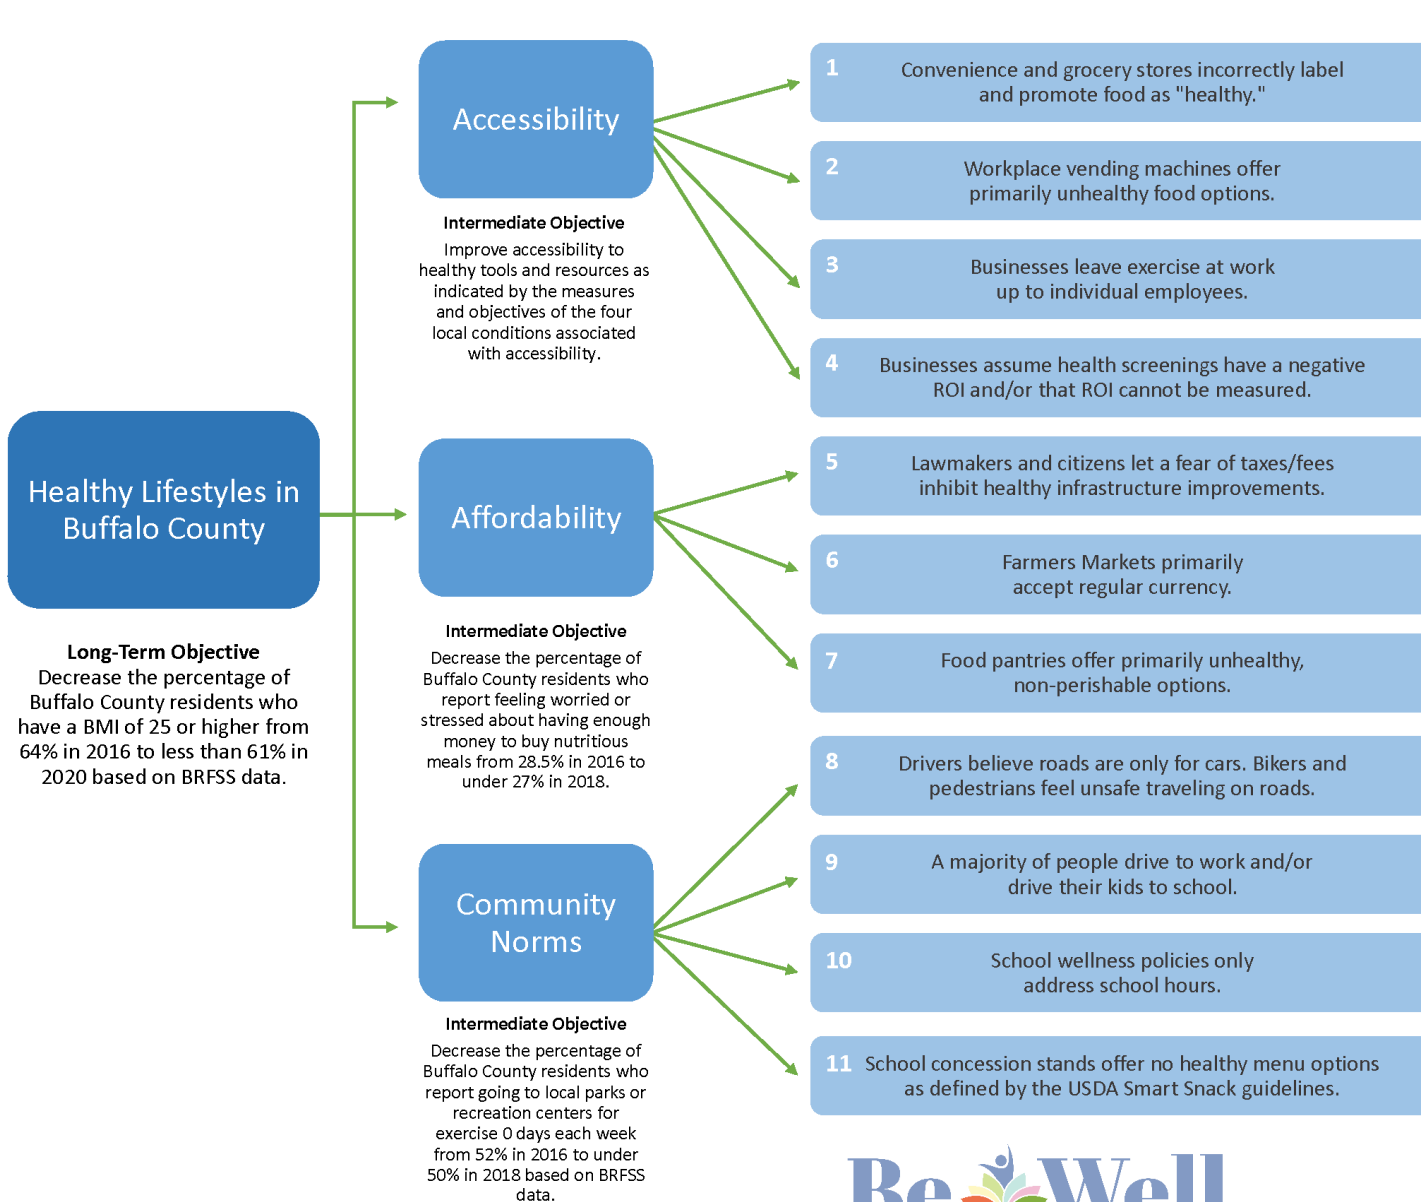 Accessibility
Intermediate Objective
Improve accessibility to
healthy tools and resources as
indicated by the measures
and objectives of the four
local conditions associated
with accessibility.
1
Convenience and grocery stores incorrectly label
and promote food as "healthy."
2
Workplace vending machines offer
primarily unhealthy food options.
3
Businesses leave exercise at work
up to individual employees.
4
Businesses assume health screenings have a negative
ROI and/or that ROI cannot be measured.
Healthy Lifestyles in
Buffalo County
Long-Term Objective
Decrease the percentage of
Buffalo County residents who
have a BMI of 25 or higher from
64% in 2016 to less than 61% in
2020 based on BRFSS data.
Affordability
Intermediate Objective
Decrease the percentage of
Buffalo County residents who
report feeling worried or
stressed about having enough
money to buy nutritious
meals from 28.5% in 2016 to
under 27% in 2018.
5
Lawmakers and citizens let a fear of taxes/fees
inhibit healthy infrastructure improvements.
6
Farmers Markets primarily
accept regular currency.
7
Food pantries offer primarily unhealthy,
non-perishable options.
Community
Norms
Intermediate Objective
Decrease the percentage of
Buffalo County residents who
report going to local parks or
recreation centers for
exercise 0 days each week
from 52% in 2016 to under
50% in 2018 based on BRFSS
data.
8
Drivers believe roads are only for cars. Bikers and
pedestrians feel unsafe traveling on roads.
9
A majority of people drive to work and/or
drive their kids to school.
10
School wellness policies only
address school hours.
11
School concession stands offer no healthy menu options
as defined by the USDA Smart Snack guidelines.
Be Well